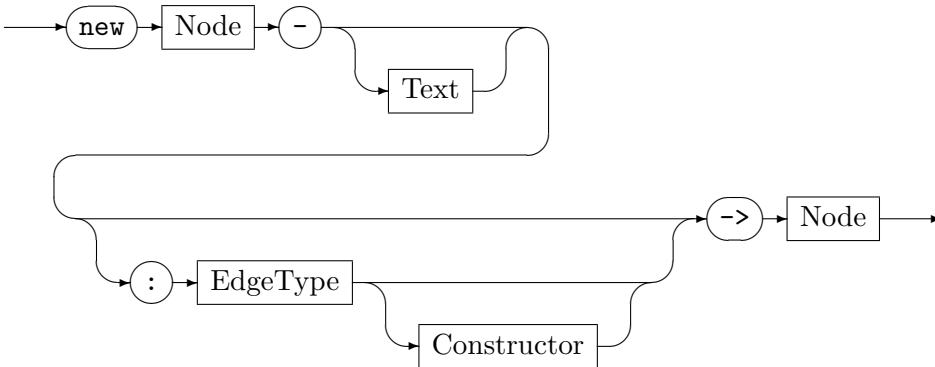 new Node -
Text
-> Node
: EdgeType
Constructor